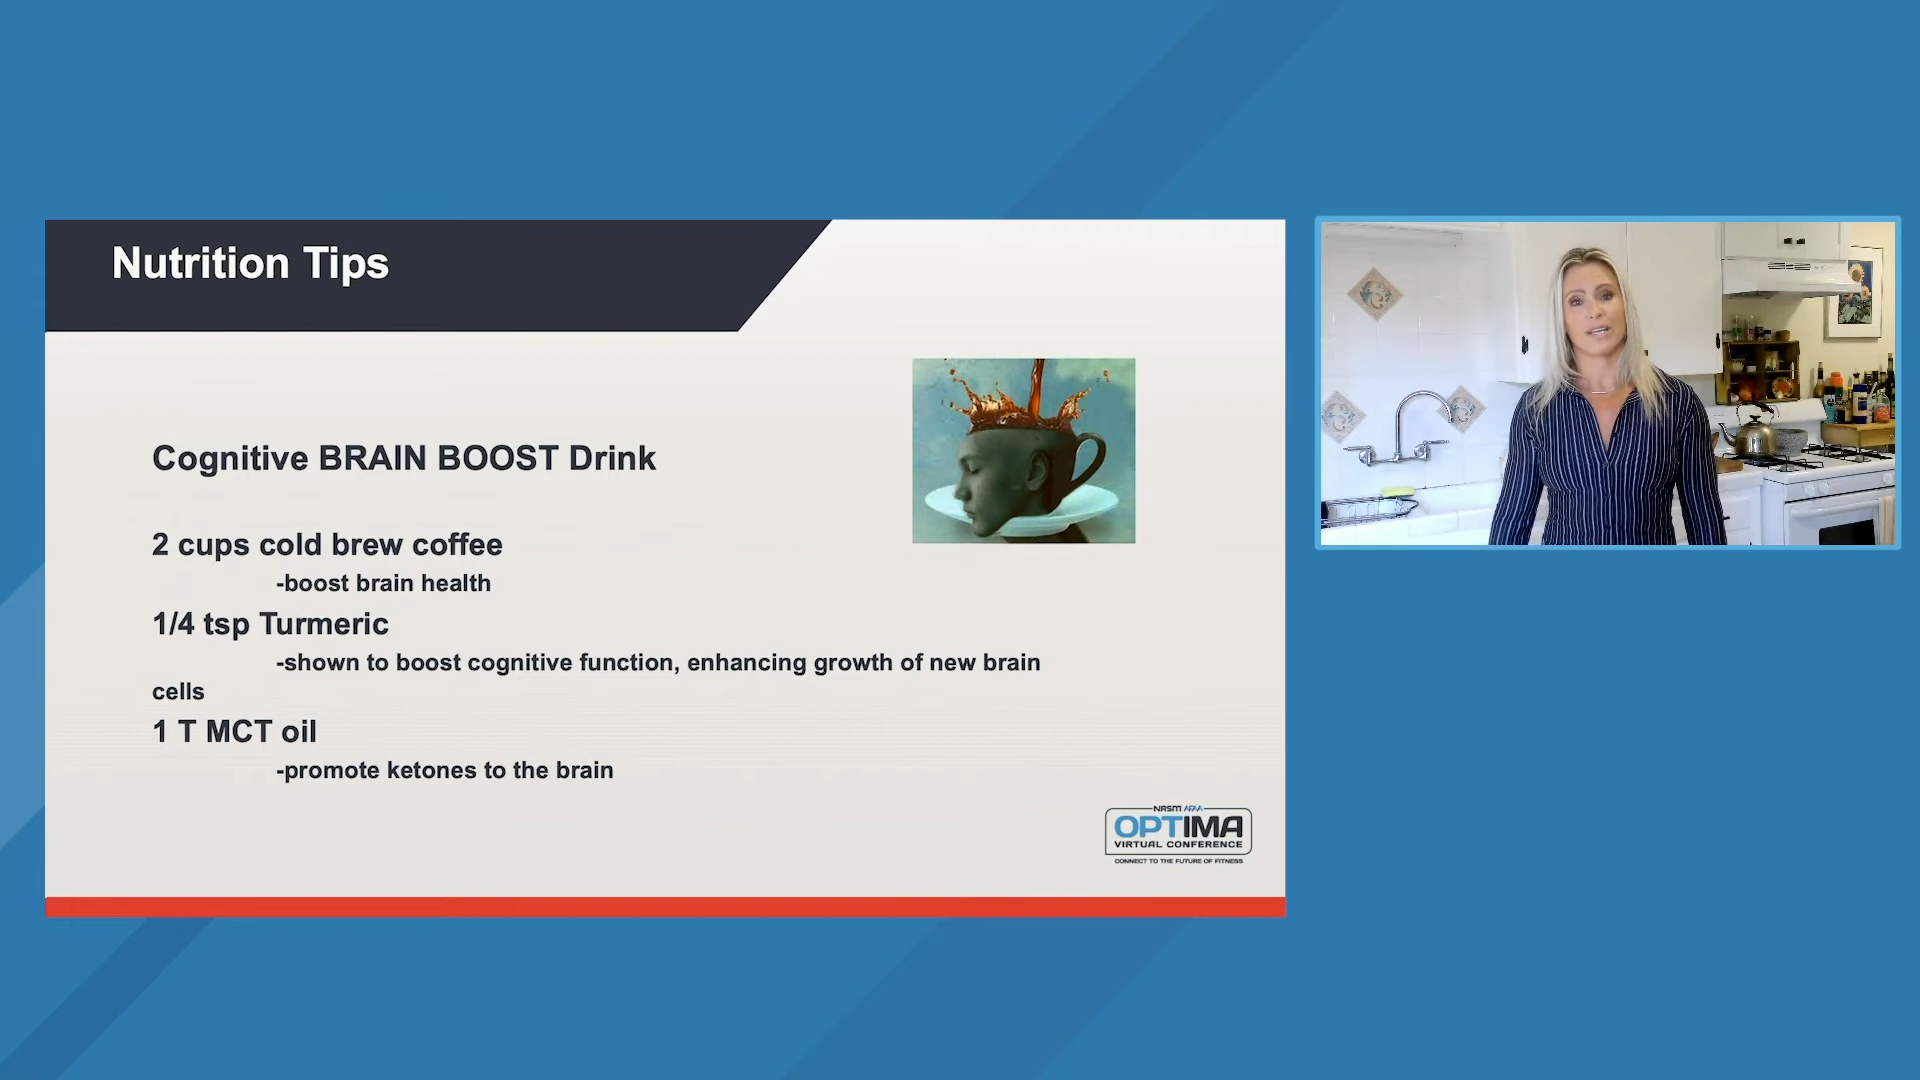 Nutrition Tips
Cognitive BRAIN BOOST Drink
2 cups cold brew coffee
-boost brain health
1/4 tsp Turmeric
-shown to boost cognitive function, enhancing growth of new brain
cells
1 T MCT oil
-promote ketones to the brain
NASM AFAA
OPTIMA
VIRTUAL CONFERENCE
CONNECT TO THE FUTURE OF FITNESS